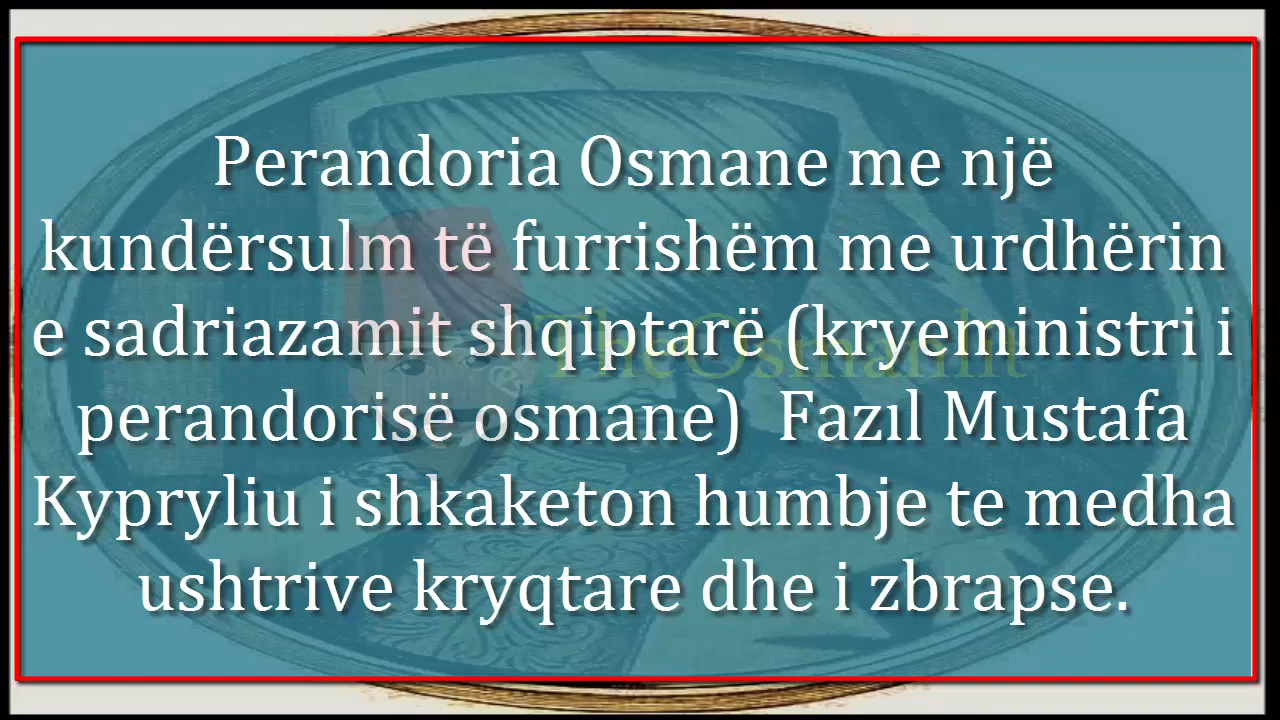 Perandoria Osmane me një
kundërsulm të furrishëm me urdhërin
e sadriazamit shqiptarë (kryeministri i
perandorisë osmane)  Fazıl Mustafa
Kypryliu i shkaketon humbje te medha
ushtrive kryqtare dhe i zbrapse.
TheOsmanlit